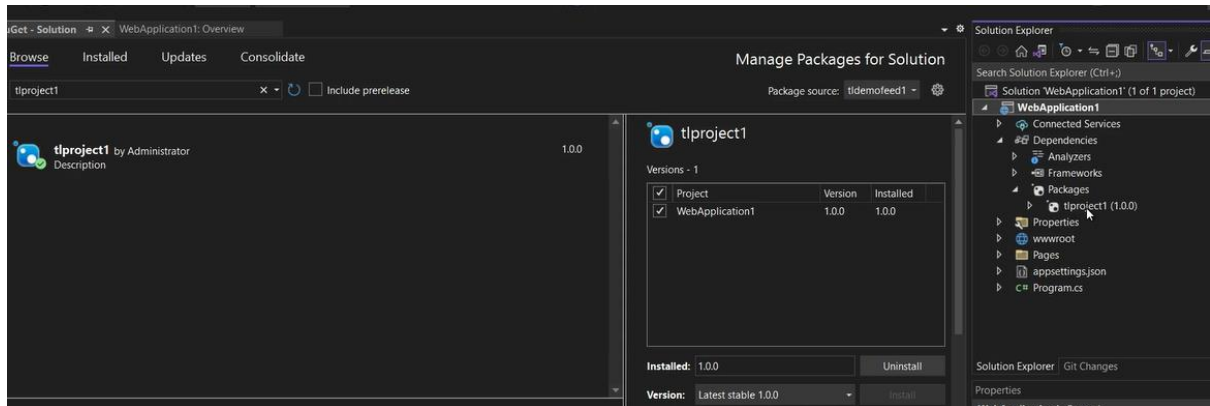 uGet - Solution WebApplication1: Overview
Browse Installed Updates Consolidate
Manage Packages for Solution
tlproject1
Include prerelease
Package source: tldemofeed1
tlproject1 by Administrator 1.0.0
Description
tlproject1
Versions - 1
Project Version Installed
WebApplication1 1.0.0 1.0.0
Installed: 1.0.0 Uninstall
Version: Latest stable 1.0.0 Install
Solution Explorer
Search Solution Explorer (Ctrl+;)
Solution 'WebApplication1' (1 of 1 project)
WebApplication1
Connected Services
Dependencies
Analyzers
Frameworks
Packages
tlproject1 (1.0.0)
Properties
wwwroot
Pages
appsettings.json
C# Program.cs
Solution Explorer Git Changes
Properties